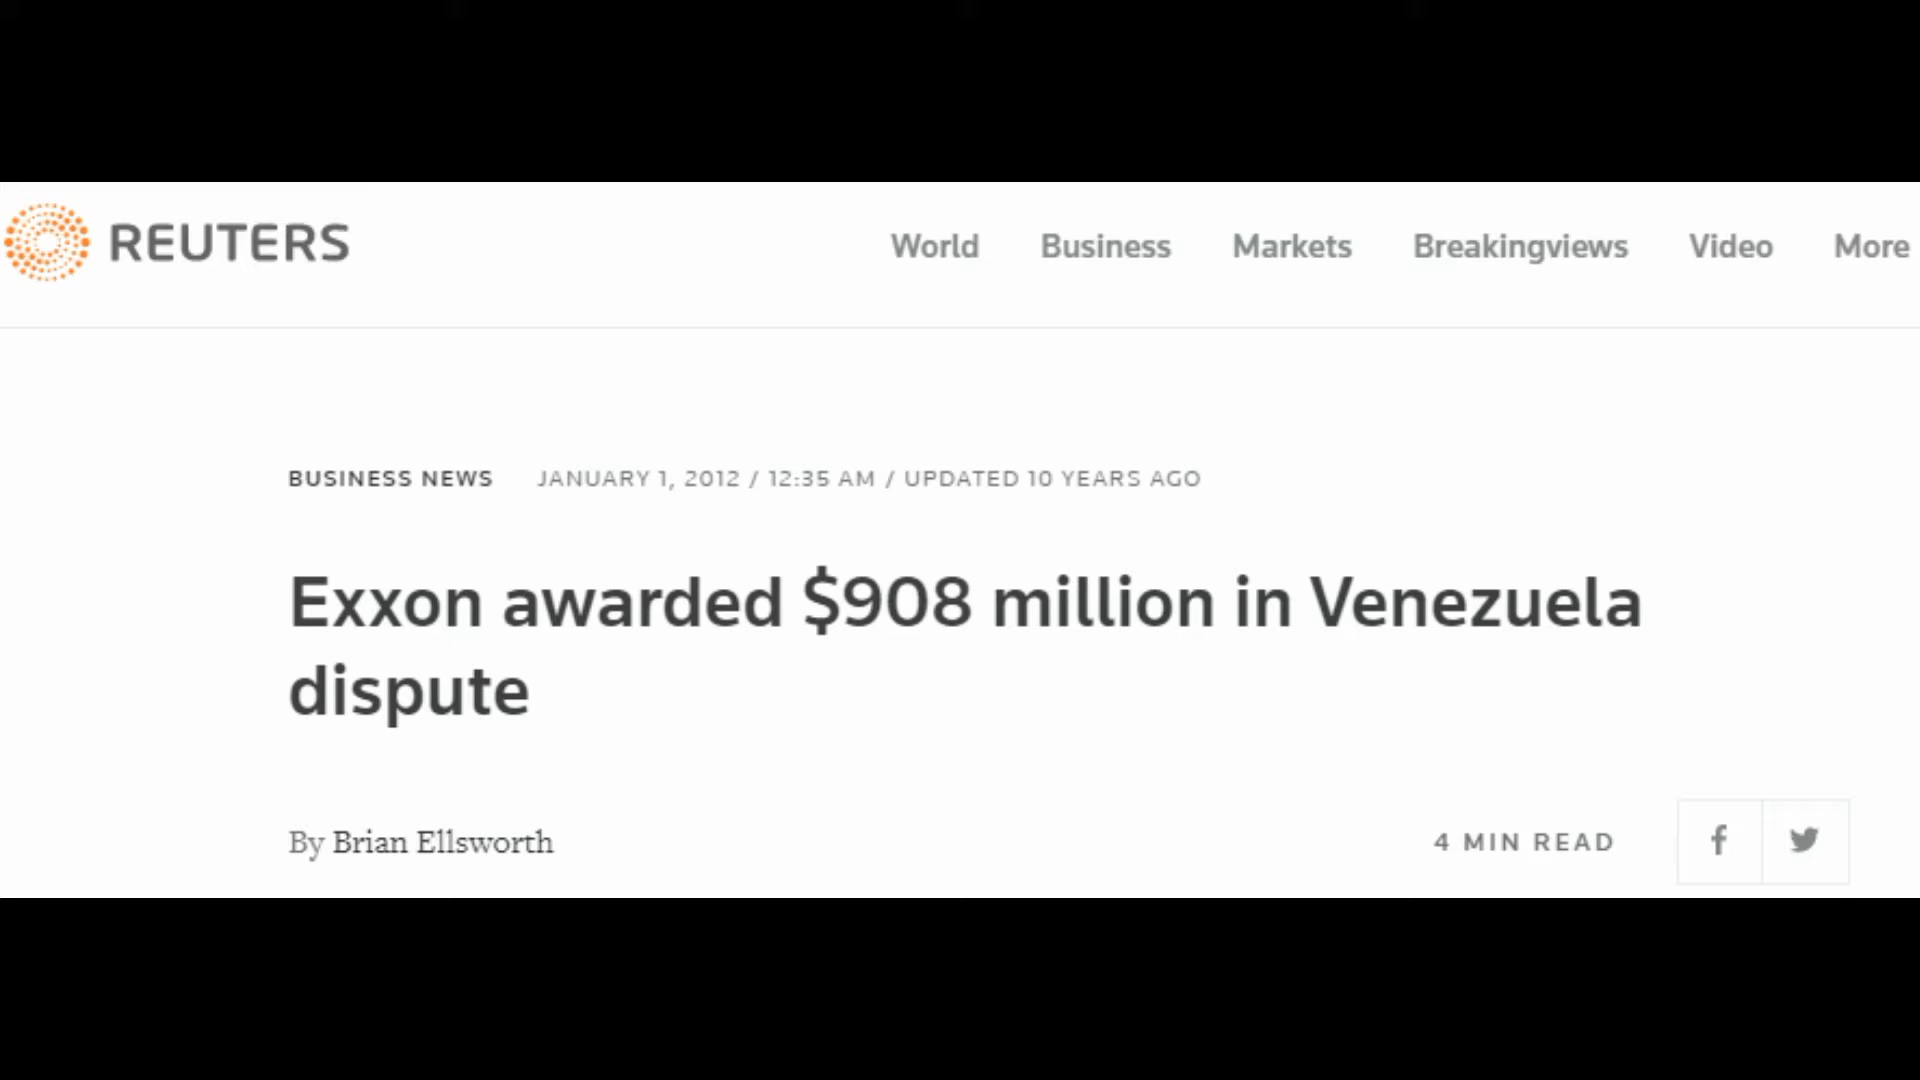 REUTERS World Business Markets Breakingviews Video More
BUSINESS NEWS JANUARY 1, 2012 / 12:35 AM / UPDATED 10 YEARS AGO
Exxon awarded $908 million in Venezuela
dispute
By Brian Ellsworth 4 MIN READ